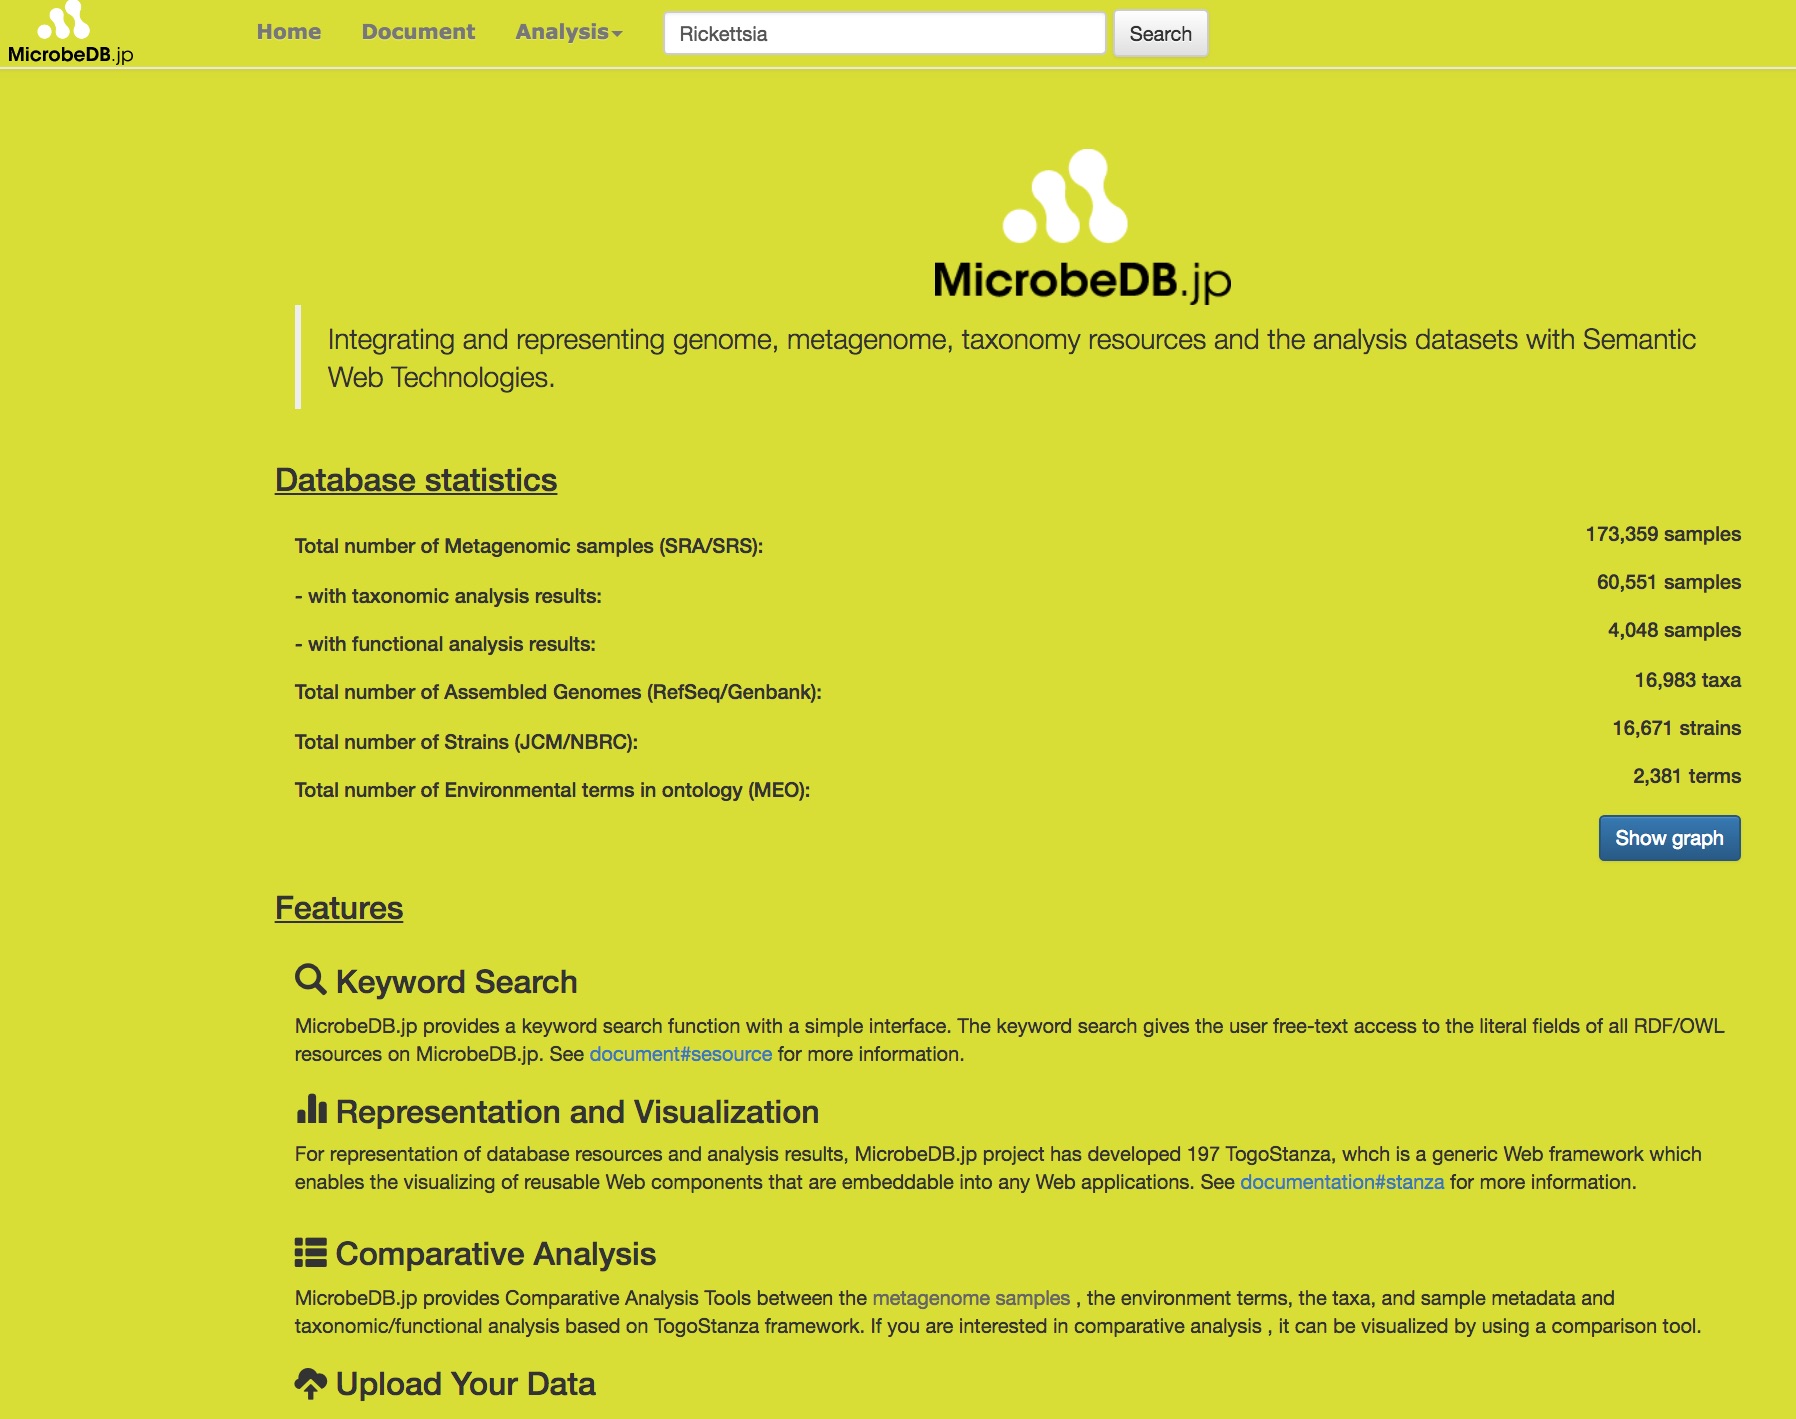 MicrobeDB.jp
Home Document Analysis Rickettsia Search
MicrobeDB.jp
Integrating and representing genome, metagenome, taxonomy resources and the analysis datasets with Semantic
Web Technologies.
Database statistics
Total number of Metagenomic samples (SRA/SRS): 173,359 samples
- with taxonomic analysis results: 60,551 samples
- with functional analysis results: 4,048 samples
Total number of Assembled Genomes (RefSeq/Genbank): 16,983 taxa
Total number of Strains (JCM/NBRC): 16,671 strains
Total number of Environmental terms in ontology (MEO): 2,381 terms
Show graph
Features
Keyword Search
MicrobeDB.jp provides a keyword search function with a simple interface. The keyword search gives the user free-text access to the literal fields of all RDF/OWL
resources on MicrobeDB.jp. See document#sesource for more information.
Representation and Visualization
For representation of database resources and analysis results, MicrobeDB.jp project has developed 197 TogoStanza, whch is a generic Web framework which
enables the visualizing of reusable Web components that are embeddable into any Web applications. See documentation#stanza for more information.
Comparative Analysis
MicrobeDB.jp provides Comparative Analysis Tools between the metagenome samples , the environment terms, the taxa, and sample metadata and
taxonomic/functional analysis based on TogoStanza framework. If you are interested in comparative analysis , it can be visualized by using a comparison tool.
Upload Your Data